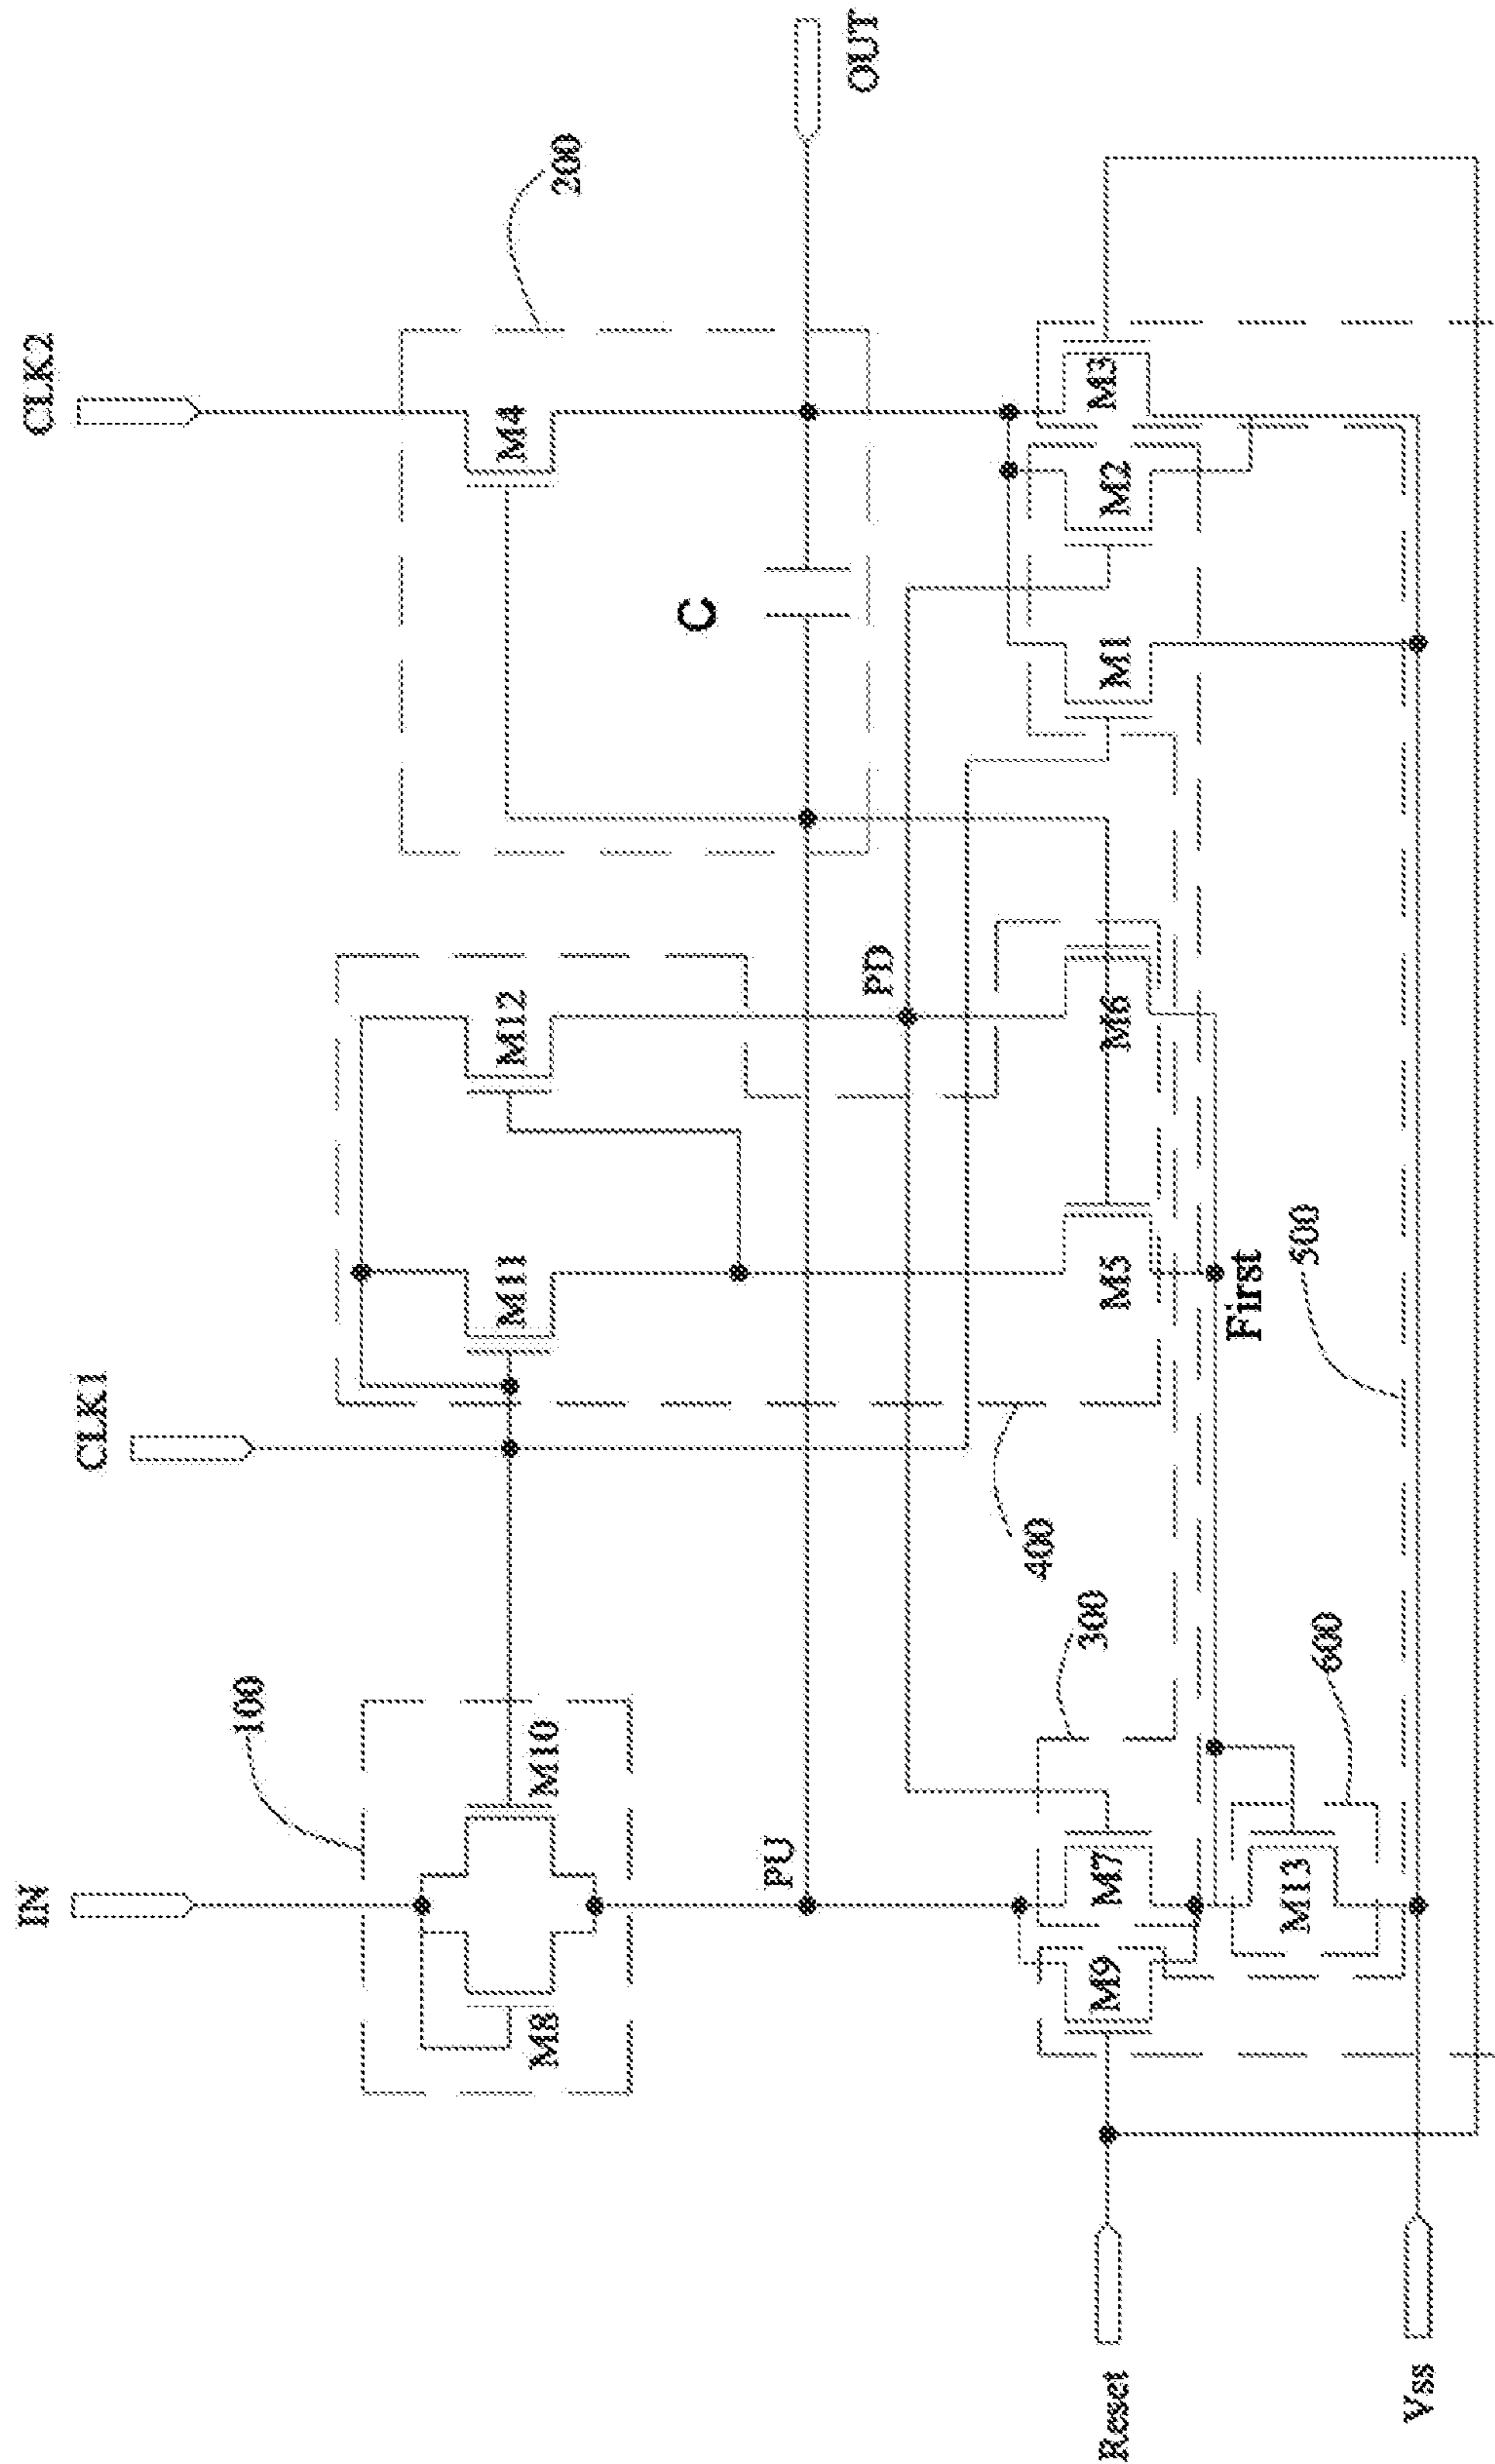 IN
CLK1
CLK2
100
200
M8
M10
M11
M12
M4
C
PU
PD
OUT
400
300
M9
M7
M5
M6
M1
M2
M3
First
M13
600
500
Reset
Vss